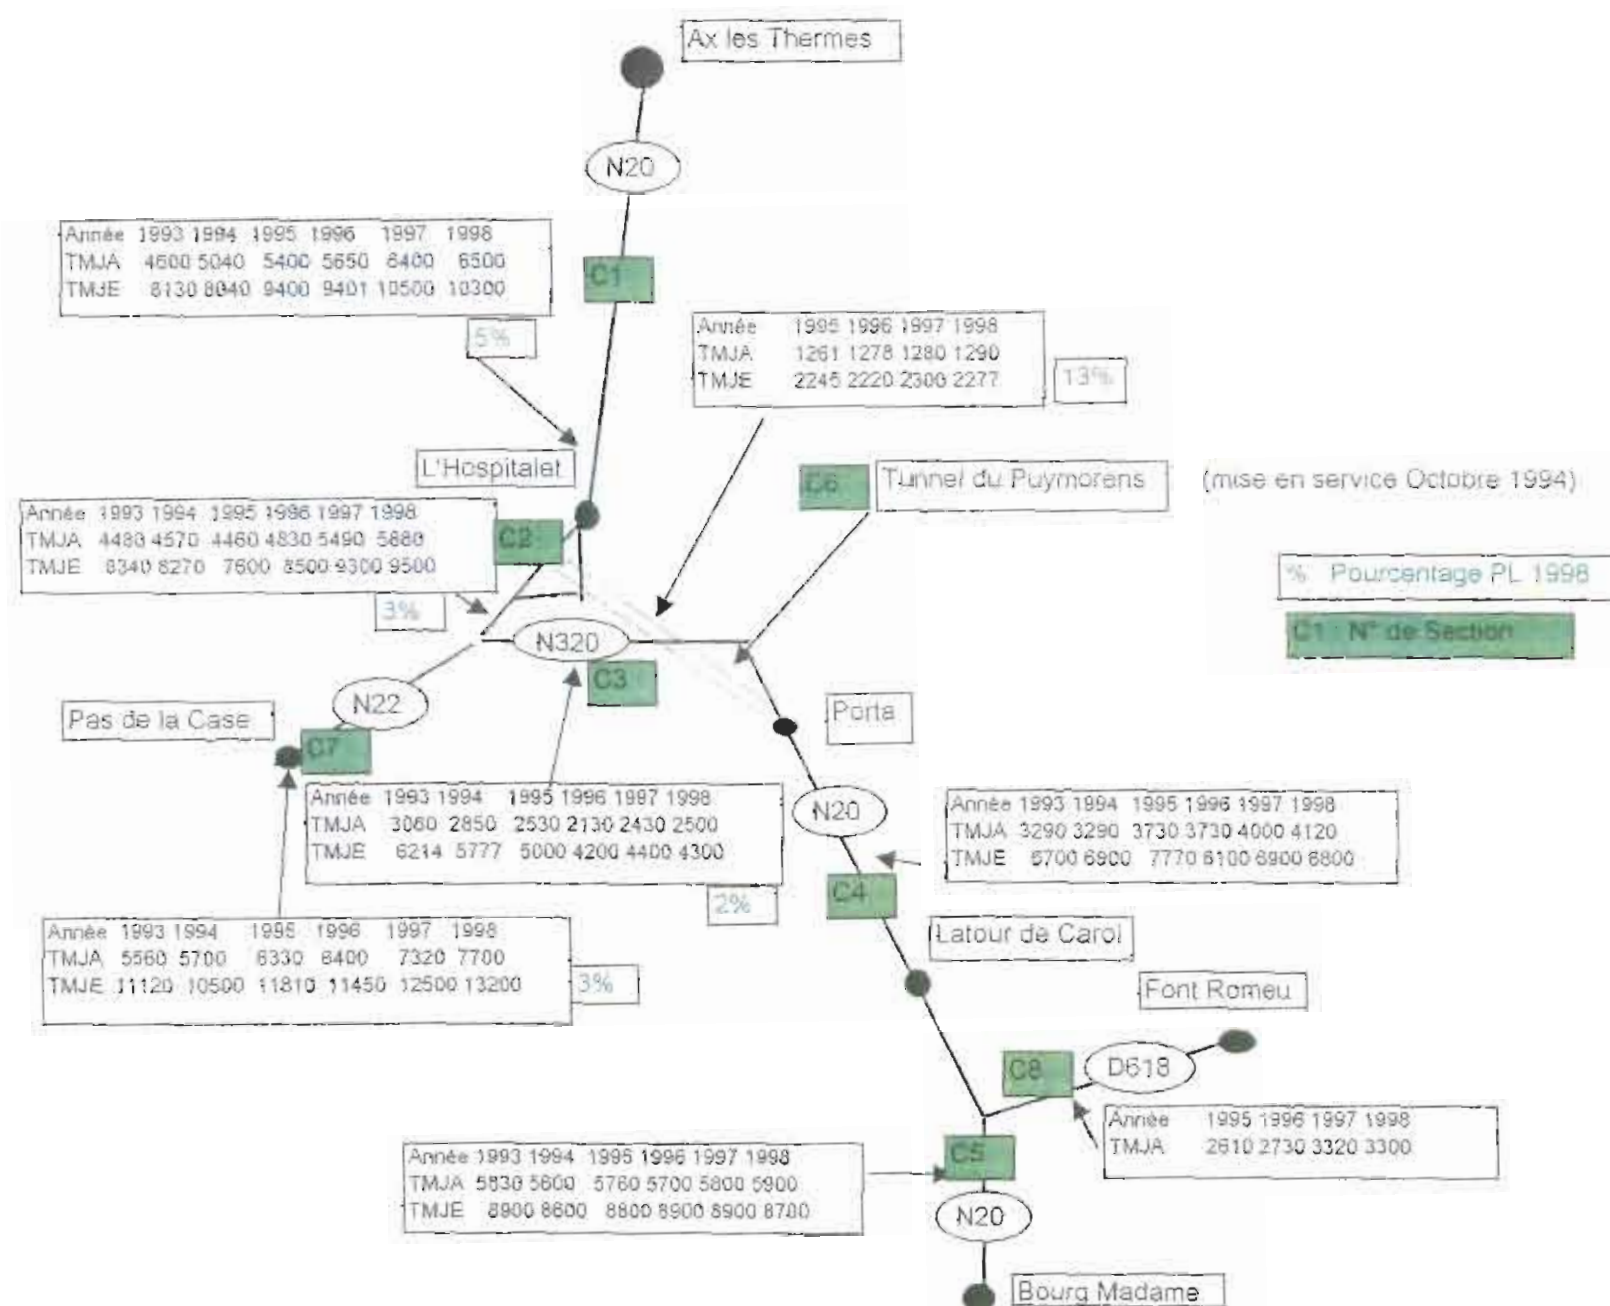 Ax les Thermes
N20
Année 1993 1994 1995 1996 1997 1998
TMJA 4600 5040 5400 5650 6400 6500
TMJE 8130 8040 9400 9401 10500 10300
C1
5%
Année 1995 1996 1997 1998
TMJA 1261 1278 1280 1290
TMJE 2245 2220 2300 2277
13%
L'Hospitalet
C6
Tunnel du Puymorens
(mise en service Octobre 1994)
Année 1993 1994 1995 1996 1997 1998
TMJA 4480 4570 4460 4830 5490 5880
TMJE 8340 8270 7600 8500 9300 9500
C2
3%
% Pourcentage PL 1998
C1 : N° de Section
N320
C3
N22
Pas de la Case
C7
Porta
Année 1993 1994 1995 1996 1997 1998
TMJA 3060 2850 2530 2130 2430 2500
TMJE 6214 5777 5000 4200 4400 4300
2%
N20
Année 1993 1994 1995 1996 1997 1998
TMJA 3290 3290 3730 3730 4000 4120
TMJE 6900 7770 6100 6900 6800
C4
Année 1993 1994 1995 1996 1997 1998
TMJA 5560 5700 6330 6400 7320 7700
TMJE 11120 10500 11810 11450 12500 13200
3%
Latour de Carol
Font Romeu
C8
D618
Année 1995 1996 1997 1998
TMJA 2610 2730 3320 3300
Année 1993 1994 1995 1996 1997 1998
TMJA 5600 5760 5700 5800 5900
TMJE 8900 8600 8800 8900 8900 8700
C5
N20
Bourg Madame